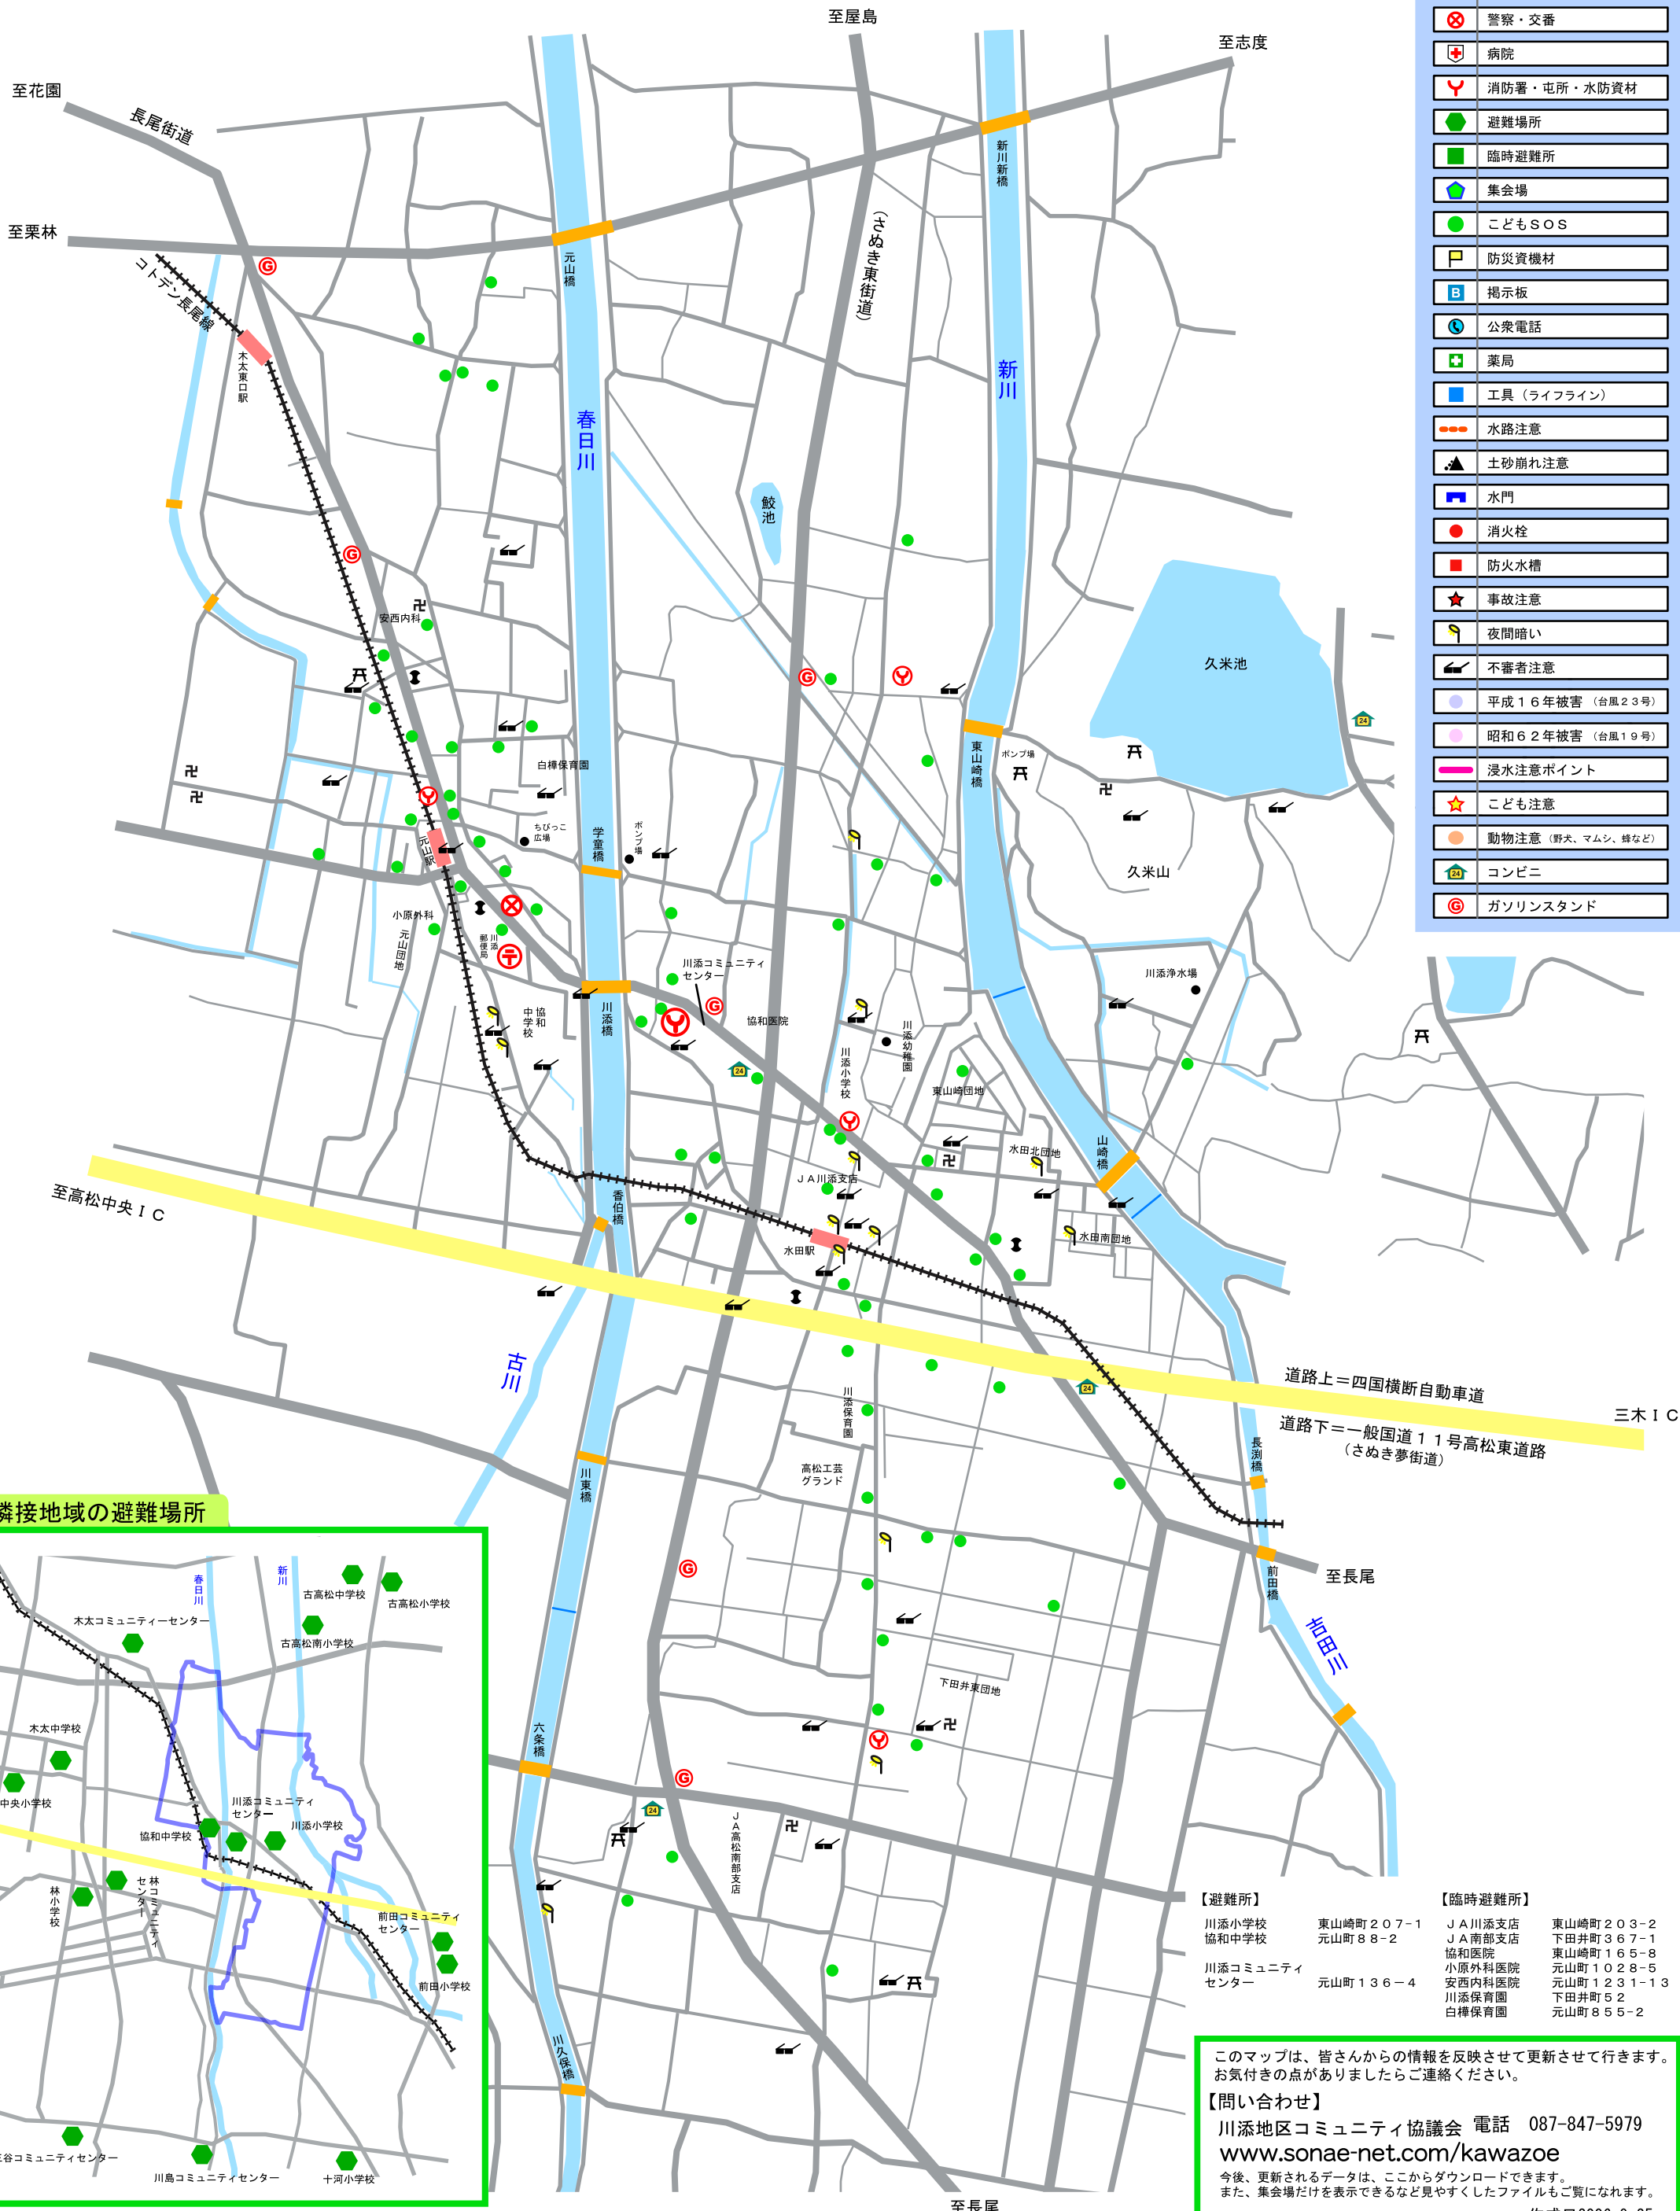 至屋島
至志度
至花園
長尾街道
至栗林
コトデン長尾線
木太東口駅
元山橋
新川新橋
(さぬき東街道)
新川
春日川
鮫池
久米池
安西内科
白樺保育園
東山崎橋
ポンプ場
ちびっこ
広場
学童橋
ポンプ場
元山駅
久米山
小原外科
元山団地
川添
郵便局
川添コミュニティ
センター
協和
中学校
川添橋
協和医院
川添小学校
川添幼稚園
川添浄水場
東山崎団地
水田北団地
山崎橋
JA川添支店
香伯橋
水田駅
水田南団地
至高松中央IC
古川
川添保育園
道路上=四国横断自動車道
道路下=一般国道11号高松東道路
(さぬき夢街道)
三木IC
長渕橋
川東橋
高松工芸
グランド
前田橋
至長尾
吉田川
下田井東団地
六条橋
JA高松南部支店
川久保橋
至長尾
警察・交番
病院
消防署・屯所・水防資材
避難場所
臨時避難所
集会場
こどもSOS
防災資機材
B 掲示板
公衆電話
薬局
工具(ライフライン)
水路注意
土砂崩れ注意
水門
消火栓
防火水槽
事故注意
夜間暗い
不審者注意
平成16年被害(台風23号)
昭和62年被害(台風19号)
浸水注意ポイント
こども注意
動物注意(野犬、マムシ、蜂など)
24 コンビニ
G ガソリンスタンド
隣接地域の避難場所
春日川
新川
古高松中学校
古高松小学校
木太コミュニティーセンター
古高松南小学校
木太中学校
中央小学校
川添コミュニティ
センター
協和中学校
川添小学校
林小学校
林コミュニティ
センター
前田コミュニティ
センター
前田小学校
三谷コミュニティセンター
川島コミュニティセンター
十河小学校
【避難所】
川添小学校 東山崎町207-1
協和中学校 元山町88-2
川添コミュニティ
センター 元山町136-4
【臨時避難所】
JA川添支店 東山崎町203-2
JA南部支店 下田井町367-1
協和医院 東山崎町165-8
小原外科医院 元山町1028-5
安西内科医院 元山町1231-13
川添保育園 下田井町52
白樺保育園 元山町855-2
このマップは、皆さんからの情報を反映させて更新させて行きます。
お気付きの点がありましたらご連絡ください。
【問い合わせ】
川添地区コミュニティ協議会 電話 087-847-5979
www.sonae-net.com/kawazoe
今後、更新されるデータは、ここからダウンロードできます。
また、集会場だけを表示できるなど見やすくしたファイルもご覧になれます。